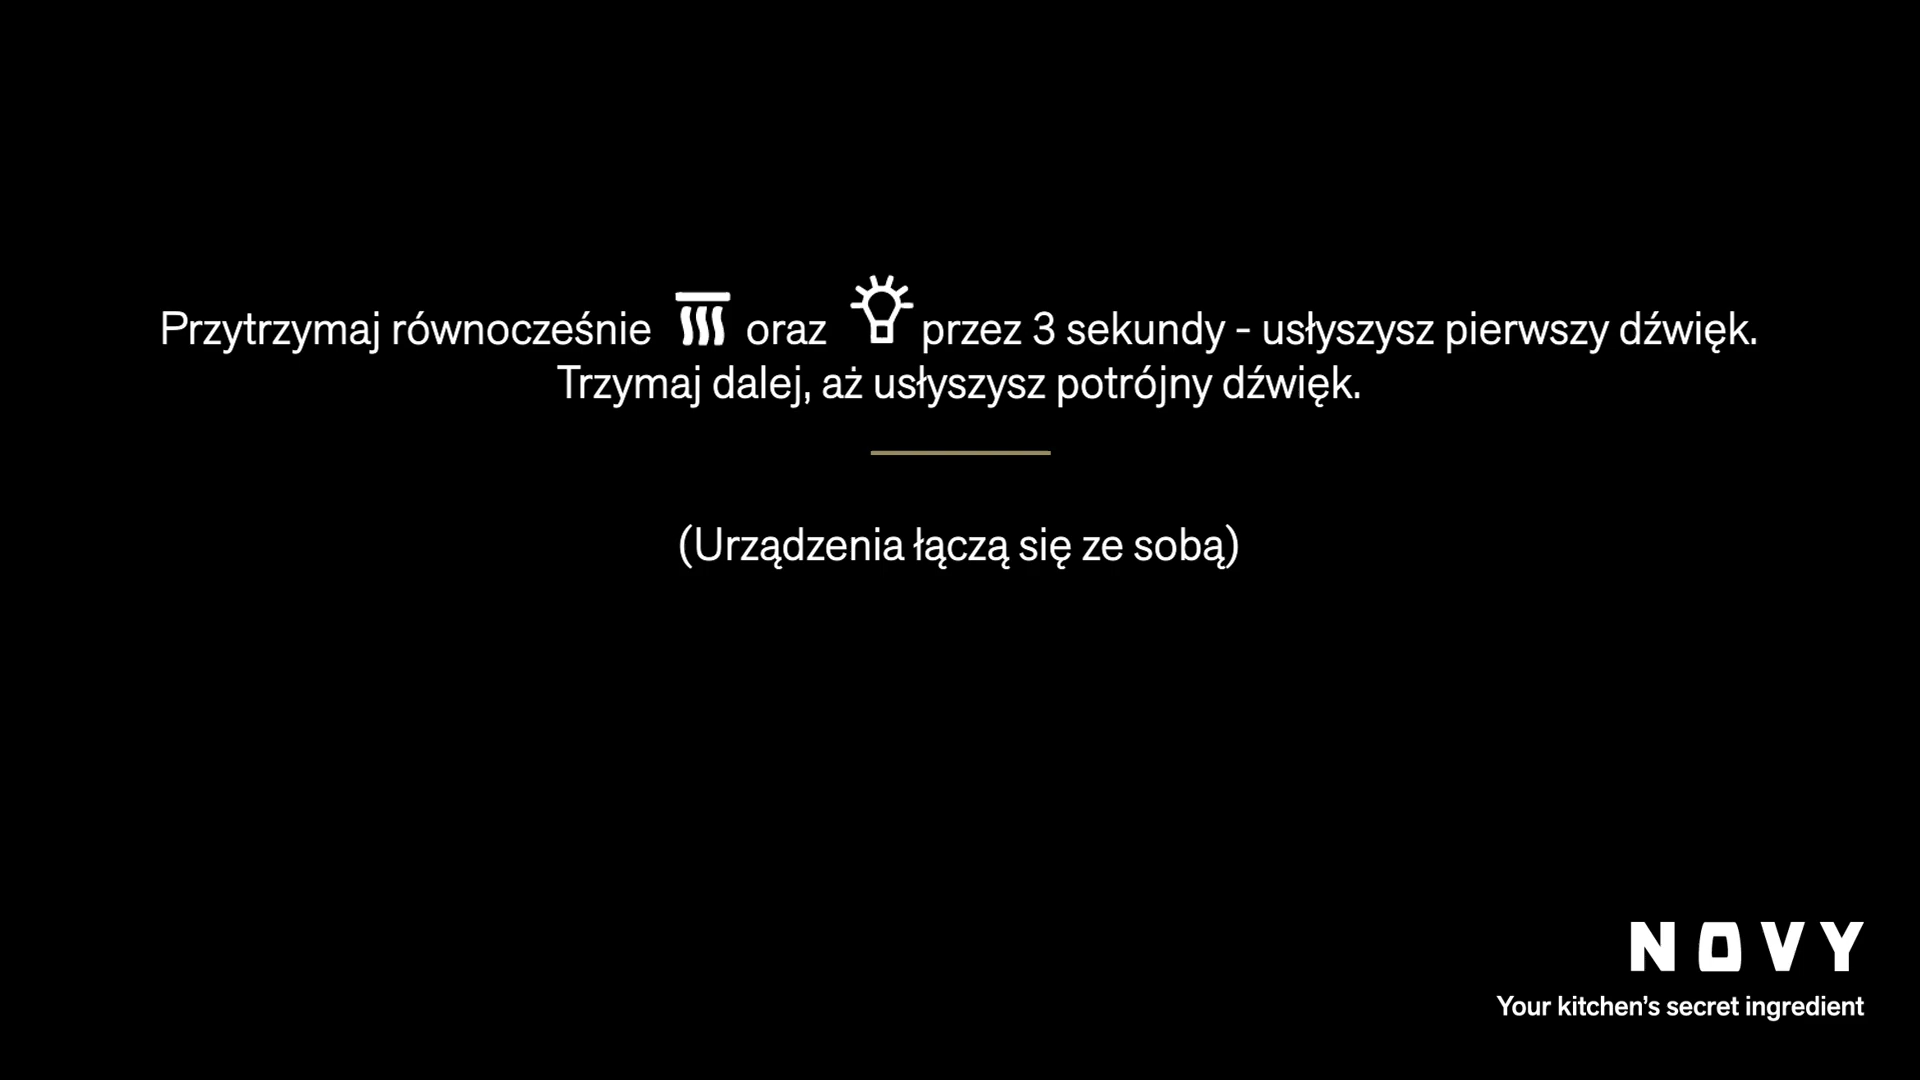 Przytrzymaj równocześnie oraz przez 3 sekundy - usłyszysz pierwszy dźwięk.
Trzymaj dalej, aż usłyszysz potrójny dźwięk.
(Urządzenia łączą się ze sobą)
NOVY
Your kitchen's secret ingredient